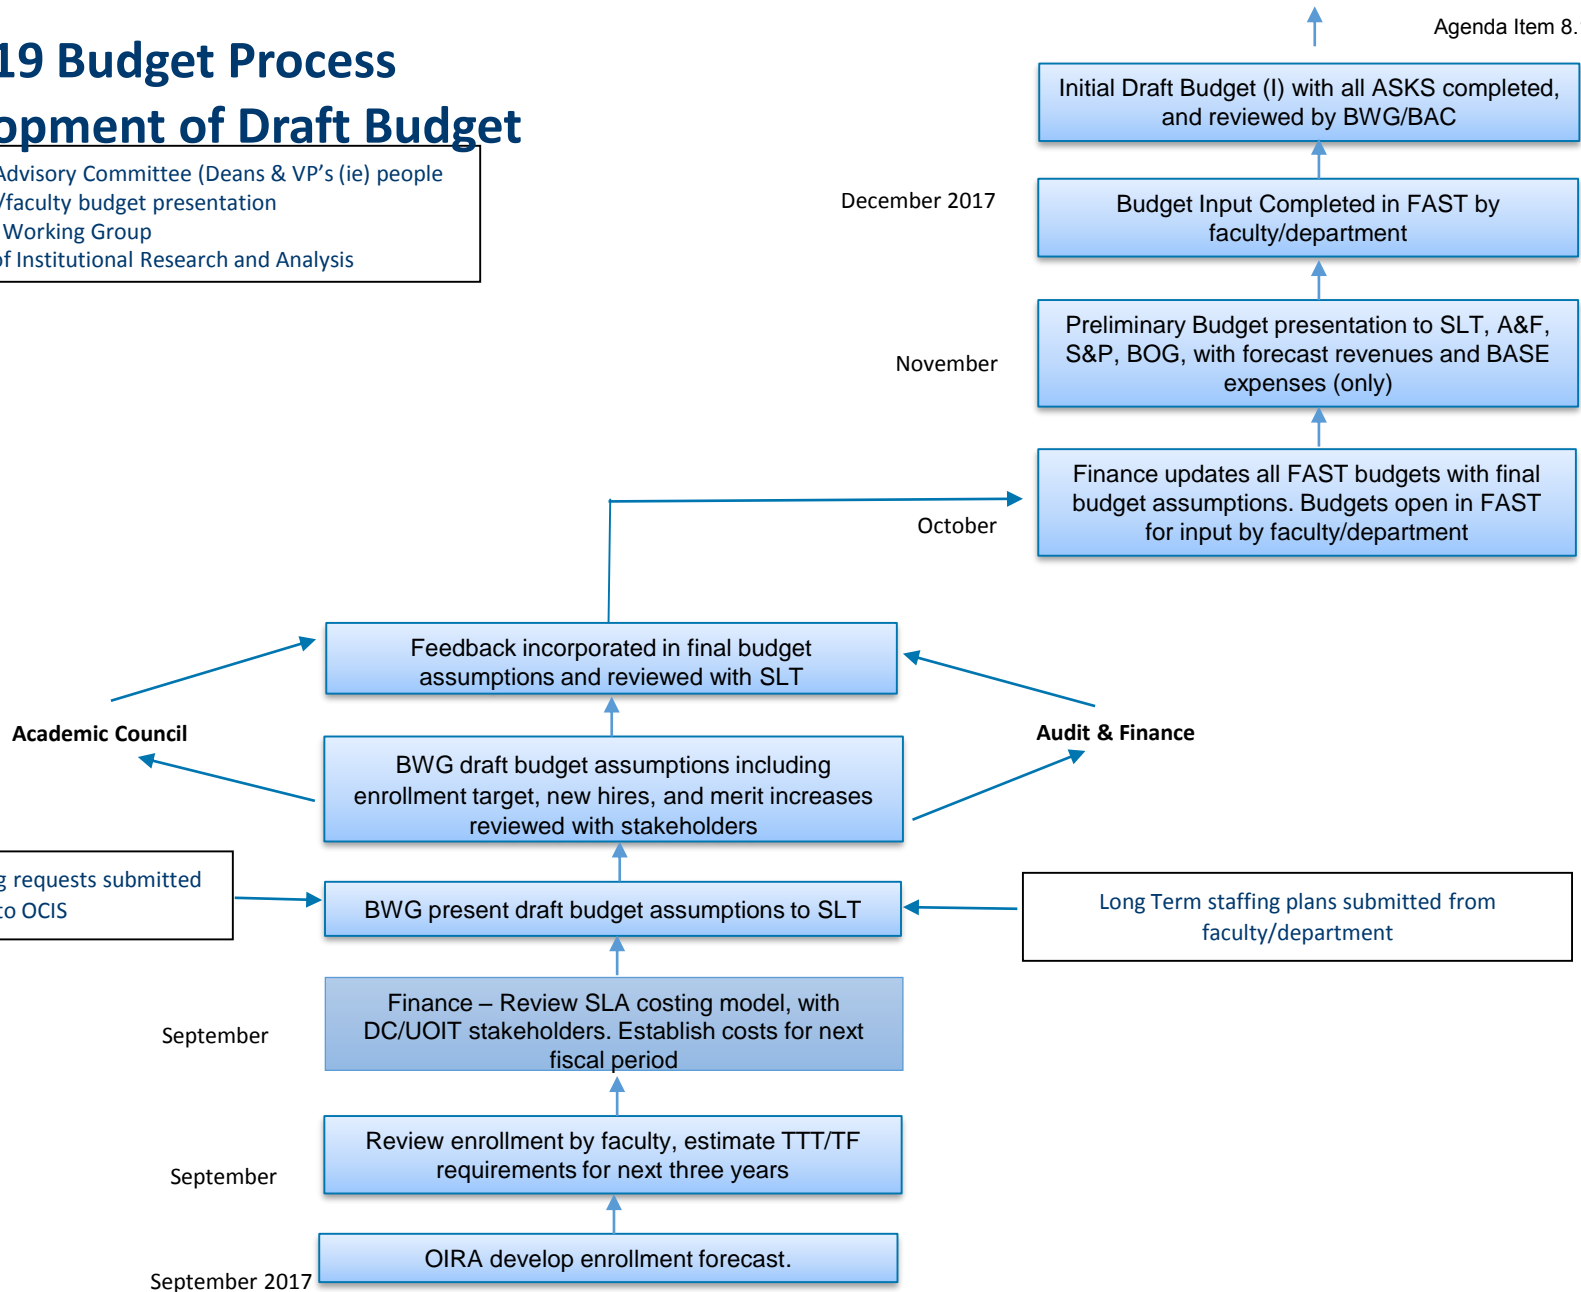 Agenda Item 8.
19 Budget Process
opment of Draft Budget
Advisory Committee (Deans & VP's (ie) people
/faculty budget presentation
Working Group
of Institutional Research and Analysis
Initial Draft Budget (I) with all ASKS completed,
and reviewed by BWG/BAC
December 2017
Budget Input Completed in FAST by
faculty/department
November
Preliminary Budget presentation to SLT, A&F,
S&P, BOG, with forecast revenues and BASE
expenses (only)
October
Finance updates all FAST budgets with final
budget assumptions. Budgets open in FAST
for input by faculty/department
Feedback incorporated in final budget
assumptions and reviewed with SLT
Academic Council
Audit & Finance
BWG draft budget assumptions including
enrollment target, new hires, and merit increases
reviewed with stakeholders
g requests submitted
to OCIS
BWG present draft budget assumptions to SLT
Long Term staffing plans submitted from
faculty/department
September
Finance – Review SLA costing model, with
DC/UOIT stakeholders. Establish costs for next
fiscal period
September
Review enrollment by faculty, estimate TTT/TF
requirements for next three years
September 2017
OIRA develop enrollment forecast.